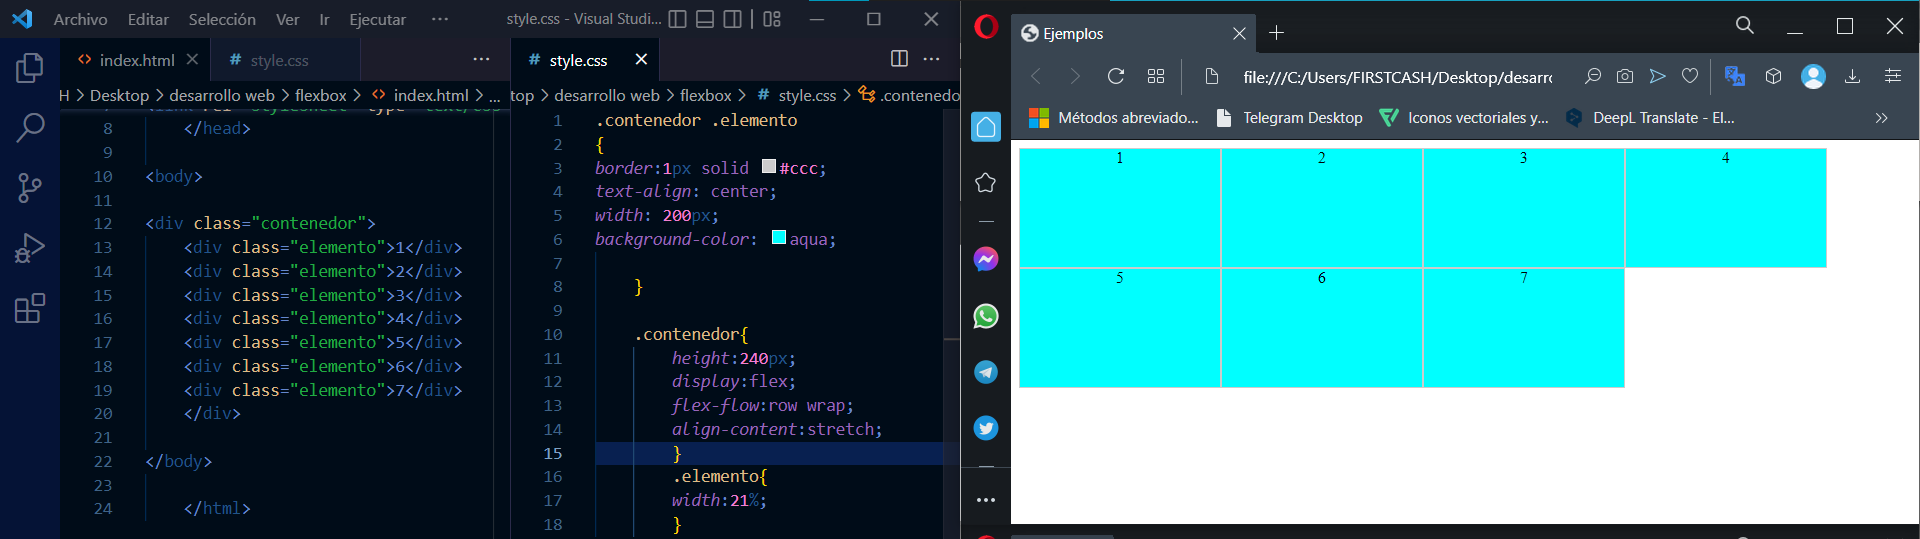 Archivo Editar Selección Ver Ir Ejecutar ··· style.css - Visual Studi...
index.html style.css ···
H > Desktop > desarrollo web > flexbox > index.html > ...
8 </head>
9
10 <body>
11
12 <div class="contenedor">
13 <div class="elemento">1</div>
14 <div class="elemento">2</div>
15 <div class="elemento">3</div>
16 <div class="elemento">4</div>
17 <div class="elemento">5</div>
18 <div class="elemento">6</div>
19 <div class="elemento">7</div>
20 </div>
21
22 </body>
23
24 </html>
style.css ···
top > desarrollo web > flexbox > style.css > .contenedo
1 .contenedor .elemento
2 {
3 border:1px solid #ccc;
4 text-align: center;
5 width: 200px;
6 background-color: aqua;
7
8 }
9
10 .contenedor{
11 height:240px;
12 display:flex;
13 flex-flow:row wrap;
14 align-content:stretch;
15 }
16 .elemento{
17 width:21%;
18 }
Ejemplos
file:///C:/Users/FIRSTCASH/Desktop/desarro
Métodos abreviado... Telegram Desktop Iconos vectoriales y... DeepL Translate - El... »
1 2 3 4
5 6 7